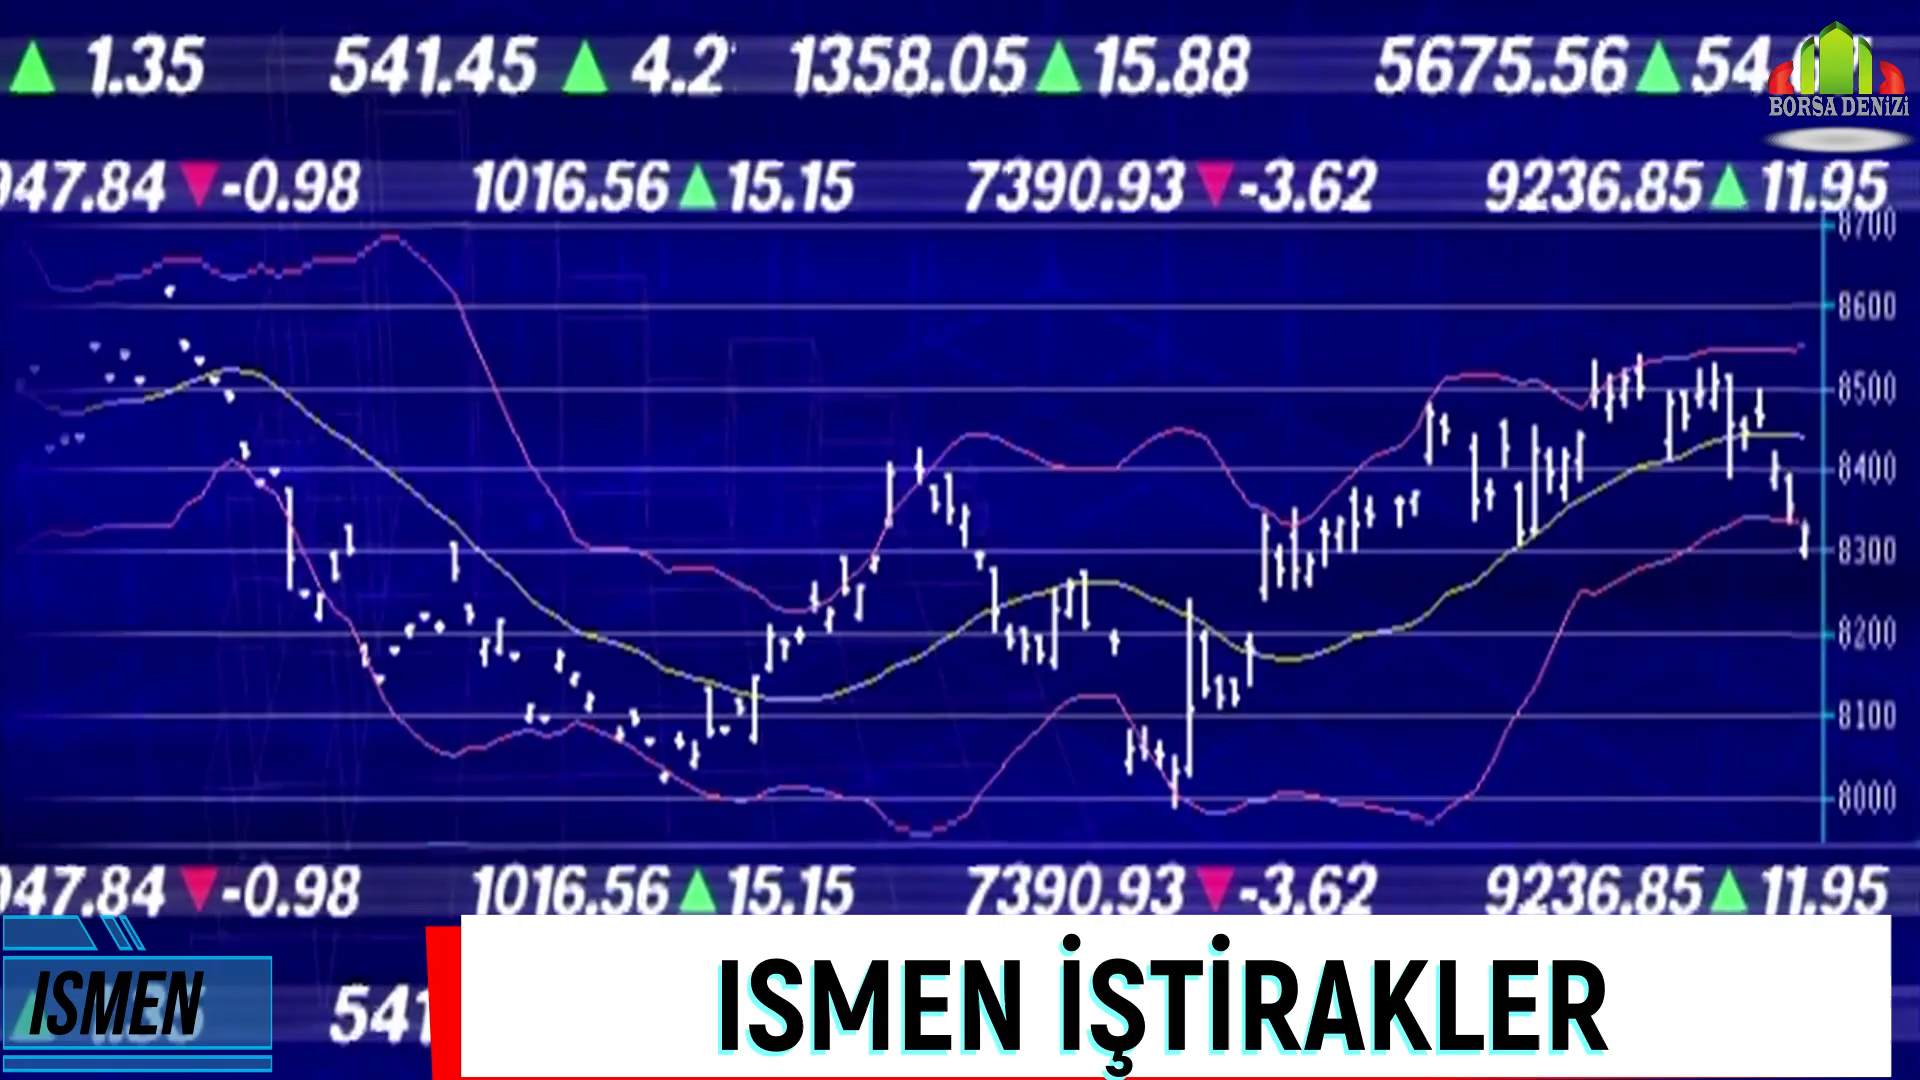 ▲ 1.35 541.45 ▲ 4.2 1358.05 ▲ 15.88 5675.56 ▲ 54.
BORSA DENiZi
947.84 ▼ -0.98 1016.56 ▲ 15.15 7390.93 ▼ -3.62 9236.85 ▲ 11.95
8700
8600
8500
8400
8300
8200
8100
8000
947.84 ▼ -0.98 1016.56 ▲ 15.15 7390.93 ▼ -3.62 9236.85 ▲ 11.95
ISMEN
541
ISMEN İŞTİRAKLER